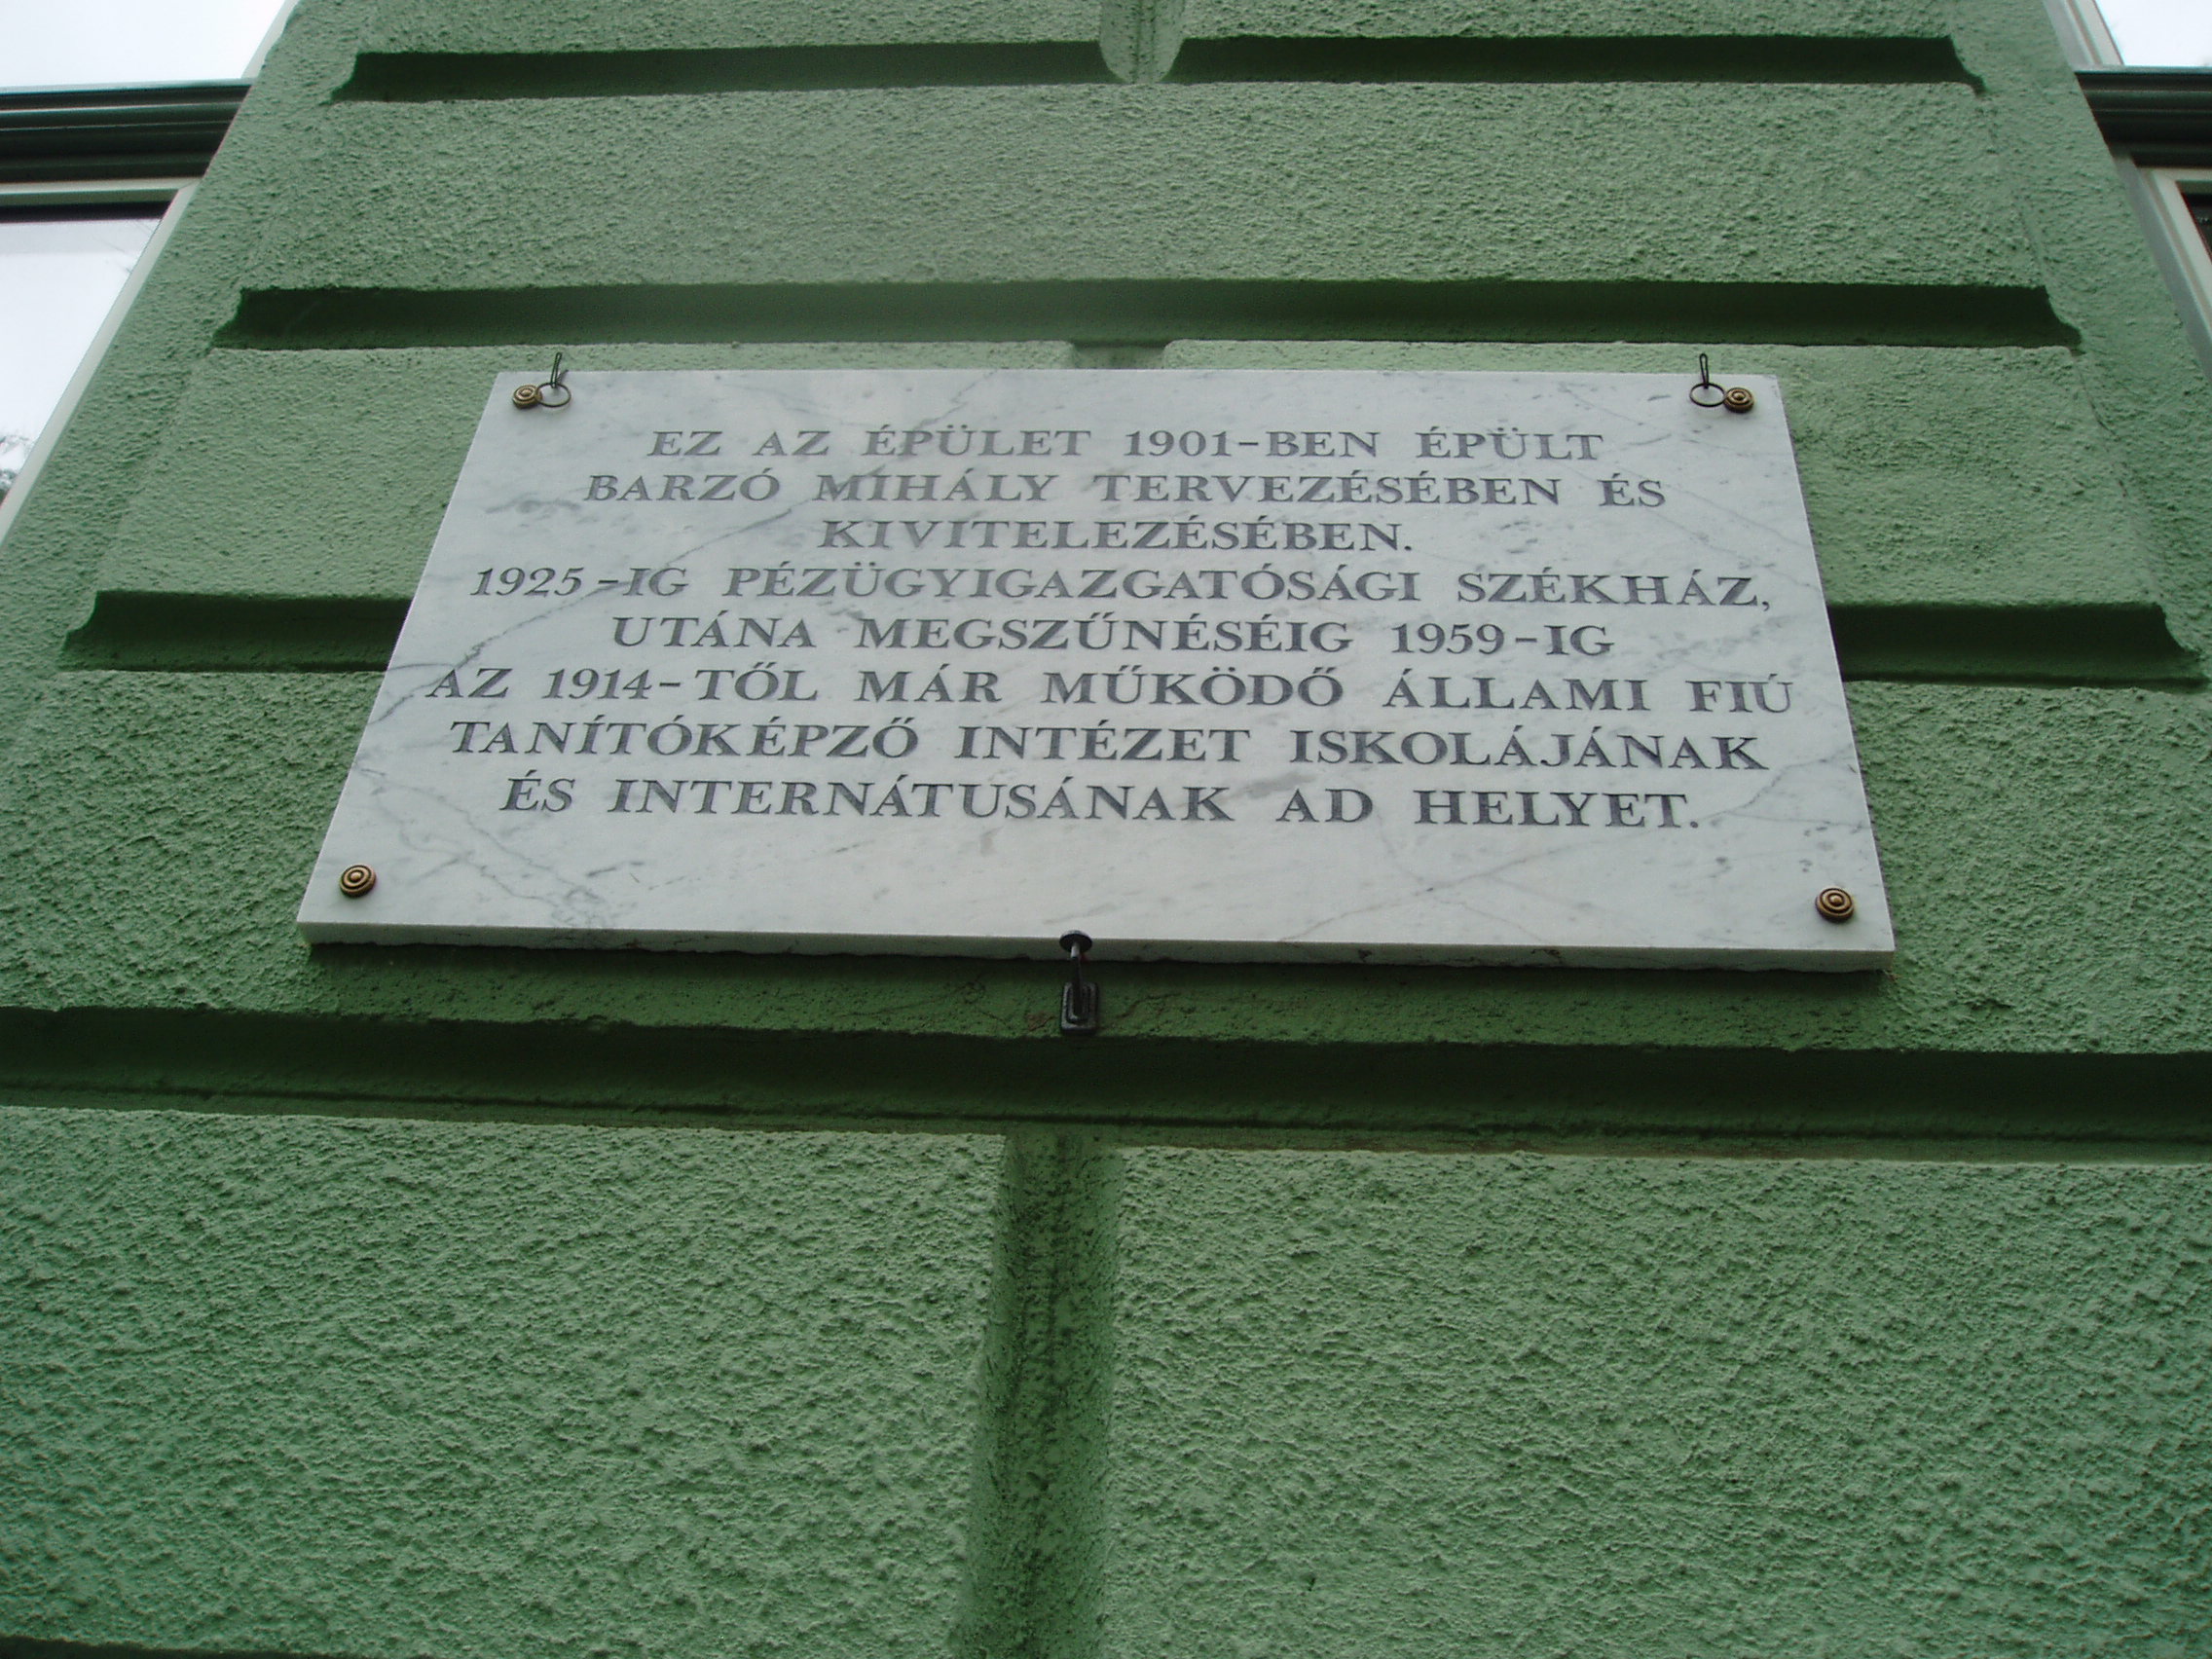 EZ AZ ÉPÜLET 1901-BEN ÉPÜLT
BARZÓ MIHÁLY TERVEZÉSÉBEN ÉS
KIVITELEZÉSÉBEN.
1925-IG PÉZÜGYIGAZGATÓSÁGI SZÉKHÁZ,
UTÁNA MEGSZŰNÉSÉIG 1959-IG
AZ 1914-TŐL MÁR MŰKÖDŐ ÁLLAMI FIÚ
TANÍTÓKÉPZŐ INTÉZET ISKOLÁJÁNAK
ÉS INTERNÁTUSÁNAK AD HELYET.